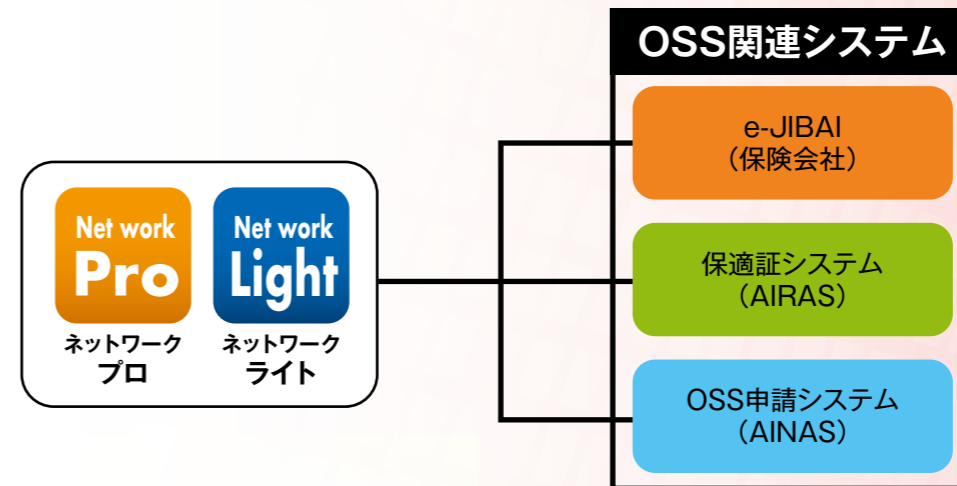 OSS関連システム
e-JIBAI
（保険会社）
Net work
Pro
ネットワーク
プロ
Net work
Light
ネットワーク
ライト
保適証システム
（AIRAS）
OSS申請システム
（AINAS）